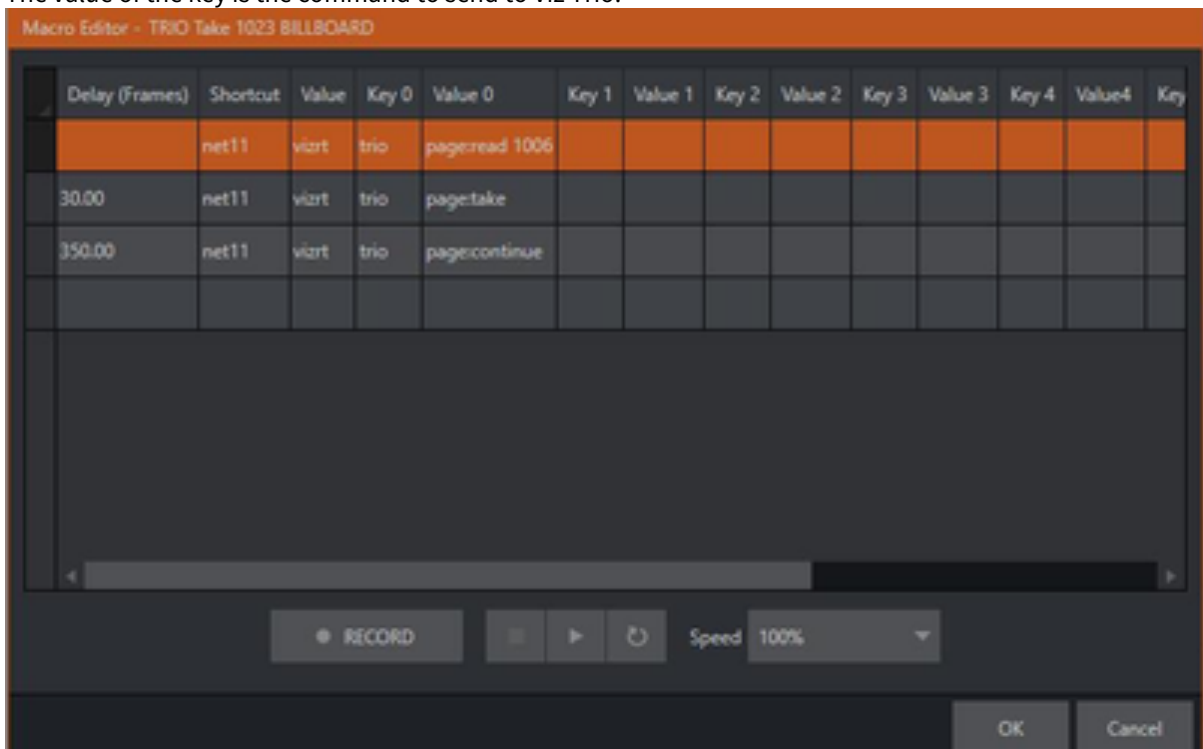 The value of the key is the command to send to Viz Trio.
Macro Editor - TRIO Take 1023 BILLBOARD
Delay (Frames) Shortcut Value Key 0 Value 0 Key 1 Value 1 Key 2 Value 2 Key 3 Value 3 Key 4 Value4 Key
net11 vizrt trio page:read 1006
30.00 net11 vizrt trio page:take
350.00 net11 vizrt trio page:continue
RECORD Speed 100%
OK Cancel